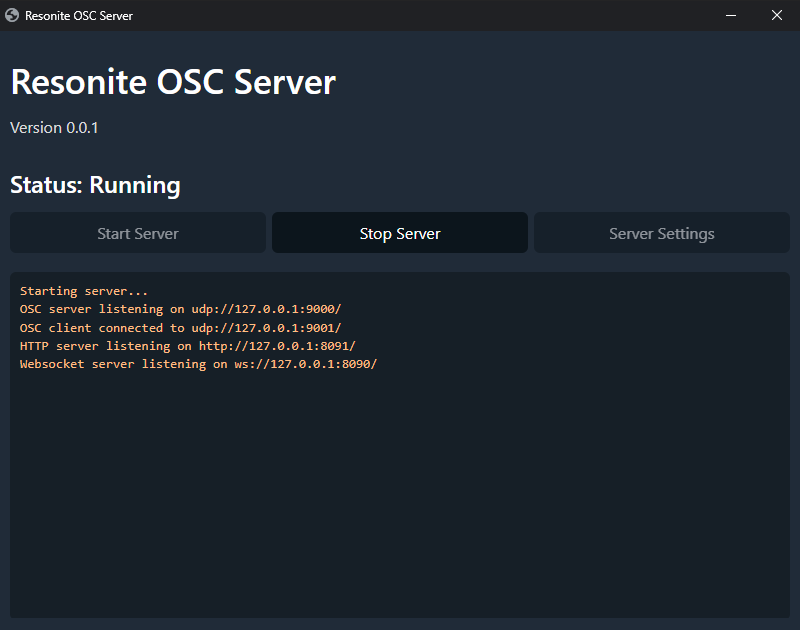 Resonite OSC Server
Resonite OSC Server
Version 0.0.1
Status: Running
Start Server
Stop Server
Server Settings
Starting server...
OSC server listening on udp://127.0.0.1:9000/
OSC client connected to udp://127.0.0.1:9001/
HTTP server listening on http://127.0.0.1:8091/
Websocket server listening on ws://127.0.0.1:8090/